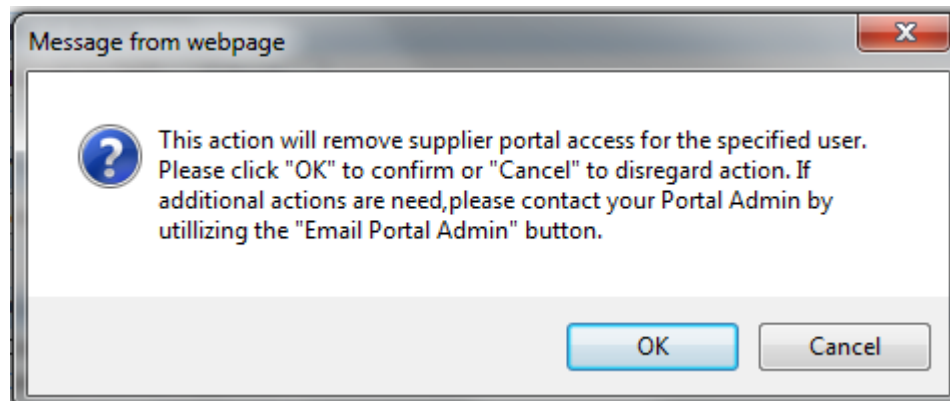 Message from webpage
This action will remove supplier portal access for the specified user.
Please click "OK" to confirm or "Cancel" to disregard action. If
additional actions are need,please contact your Portal Admin by
utillizing the "Email Portal Admin" button.
OK
Cancel